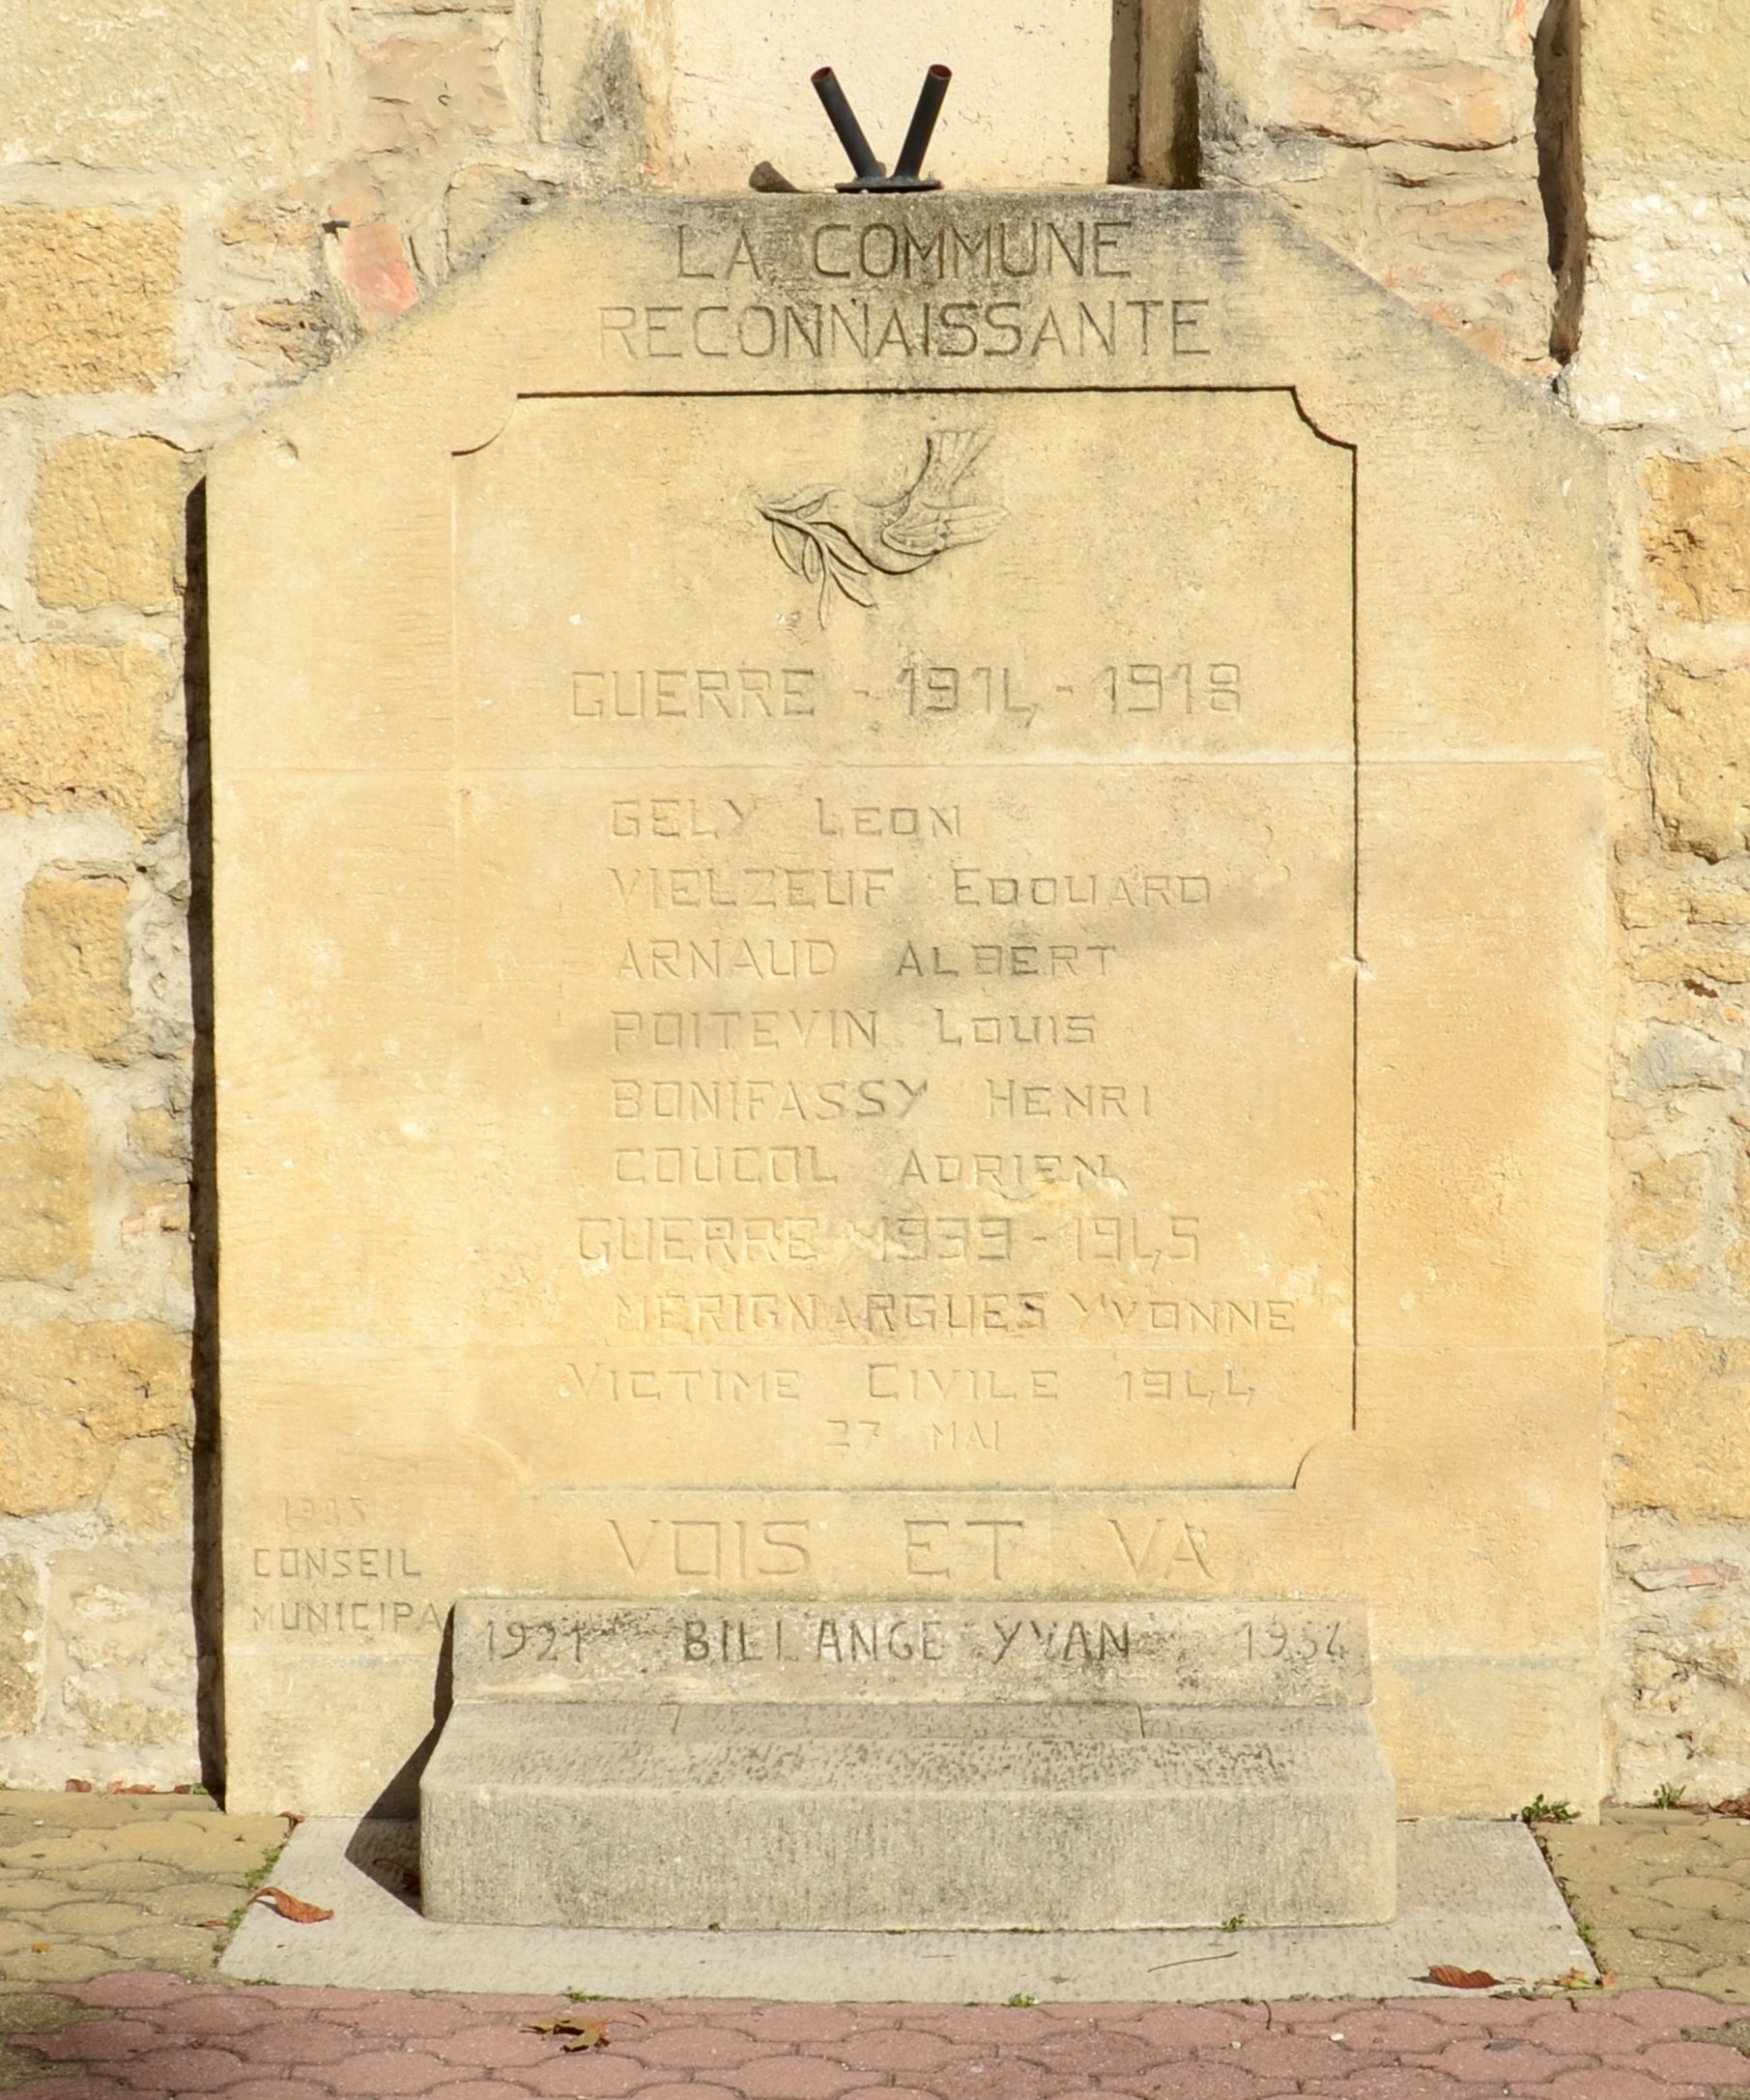 LA COMMUNE
RECONNAISSANTE
GUERRE - 1914 - 1918
GELY LEON
VIELZEUF EDOUARD
ARNAUD ALBERT
POITEVIN LOUIS
BONIFASSY HENRI
COUCOL ADRIEN
GUERRE 1939 - 1945
MERIGNARGUES YVONNE
VICTIME CIVILE 1944
27 MAI
VOIS ET VA
1985
CONSEIL
MUNICIPA
1921 BILLANGE YVAN 1954